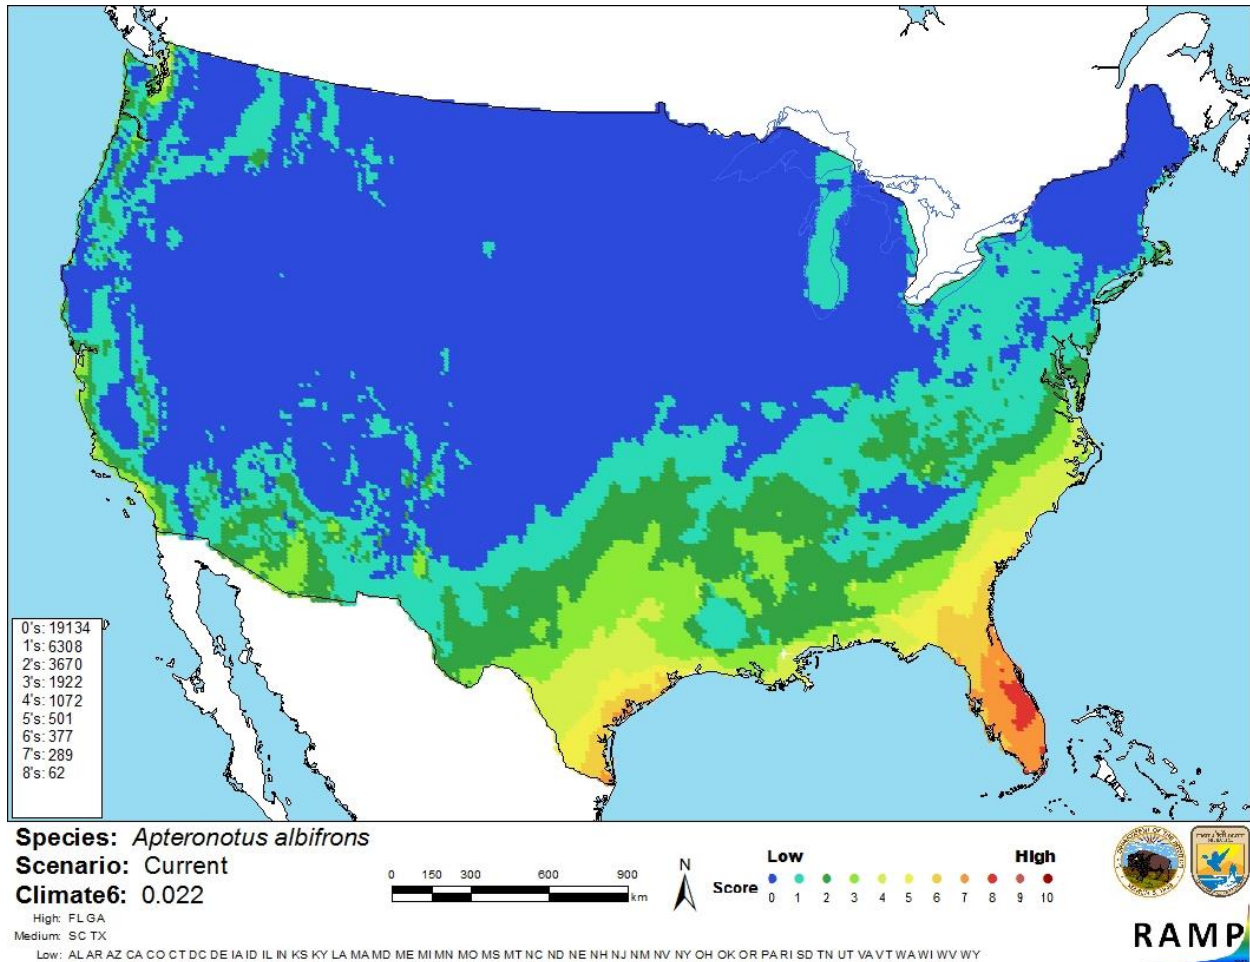 0's: 19134
1's: 6308
2's: 3670
3's: 1922
4's: 1072
5's: 501
6's: 377
7's: 289
8's: 62
Species: Apteronotus albifrons
Scenario: Current
Climate6: 0.022
High: FL GA
Medium: SC TX
Low: AL AR AZ CA CO CT DC DE IA ID IL IN KS KY LA MA MD ME MI MN MO MS MT NC ND NE NH NJ NM NV NY OH OK OR PA RI SD TN UT VA VT WA WI WV WY
0 150 300 600 900
km
N
Low High
Score 0 1 2 3 4 5 6 7 8 9 10
RAMP